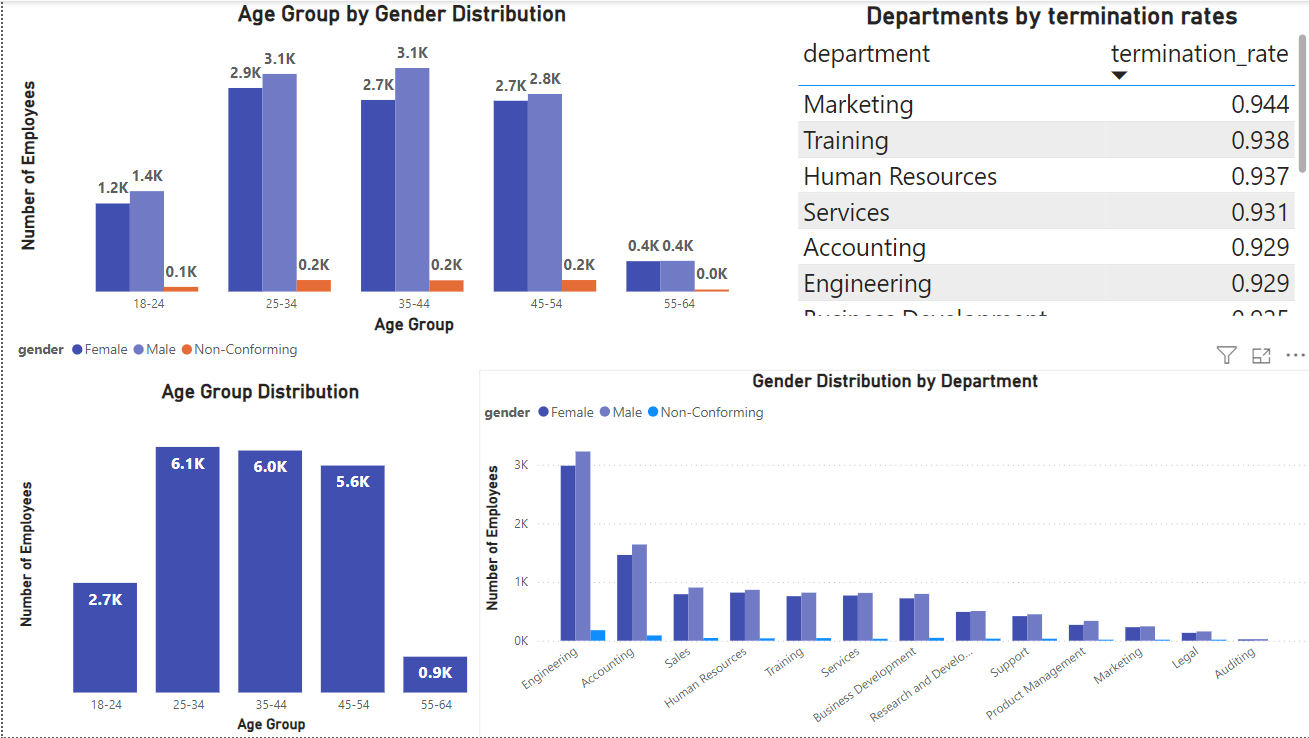 Age Group by Gender Distribution
Number of Employees
1.2K 1.4K 0.1K
2.9K 3.1K 0.2K
2.7K 3.1K 0.2K
2.7K 2.8K 0.2K
0.4K 0.4K 0.0K
18-24 25-34 35-44 45-54 55-64
Age Group
gender Female Male Non-Conforming
Departments by termination rates
department termination_rate
Marketing 0.944
Training 0.938
Human Resources 0.937
Services 0.931
Accounting 0.929
Engineering 0.929
Business Development 0.925
Age Group Distribution
Number of Employees
2.7K 6.1K 6.0K 5.6K 0.9K
18-24 25-34 35-44 45-54 55-64
Age Group
Gender Distribution by Department
gender Female Male Non-Conforming
Number of Employees
3K
2K
1K
0K
Engineering Accounting Sales Human Resources Training Services Business Development Research and Develo... Support Product Management Marketing Legal Auditing